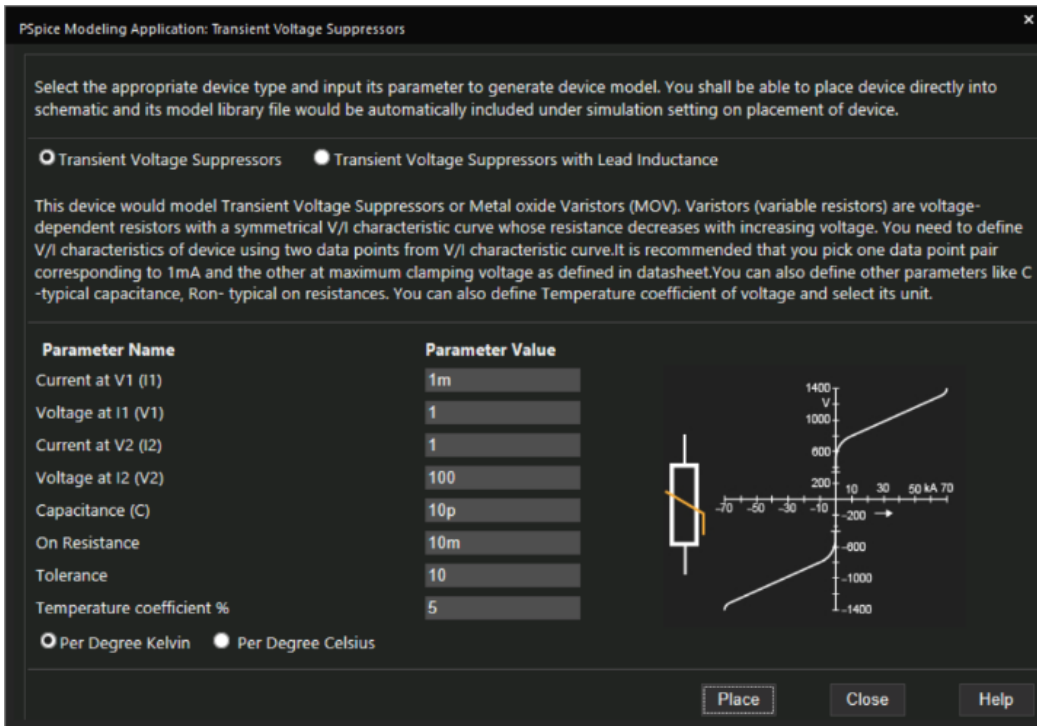 PSpice Modeling Application: Transient Voltage Suppressors
×
Select the appropriate device type and input its parameter to generate device model. You shall be able to place device directly into
schematic and its model library file would be automatically included under simulation setting on placement of device.
Transient Voltage Suppressors
Transient Voltage Suppressors with Lead Inductance
This device would model Transient Voltage Suppressors or Metal oxide Varistors (MOV). Varistors (variable resistors) are voltage-
dependent resistors with a symmetrical V/I characteristic curve whose resistance decreases with increasing voltage. You need to define
V/I characteristics of device using two data points from V/I characteristic curve.It is recommended that you pick one data point pair
corresponding to 1mA and the other at maximum clamping voltage as defined in datasheet.You can also define other parameters like C
-typical capacitance, Ron- typical on resistances. You can also define Temperature coefficient of voltage and select its unit.
Parameter Name Parameter Value
Current at V1 (I1) 1m
Voltage at I1 (V1) 1
Current at V2 (I2) 1
Voltage at I2 (V2) 100
Capacitance (C) 10p
On Resistance 10m
Tolerance 10
Temperature coefficient % 5
Per Degree Kelvin Per Degree Celsius
1400
V
1000
600
200
10 30 50 kA 70
-70 -50 -30 -10
-200
-600
-1000
-1400
Place Close Help